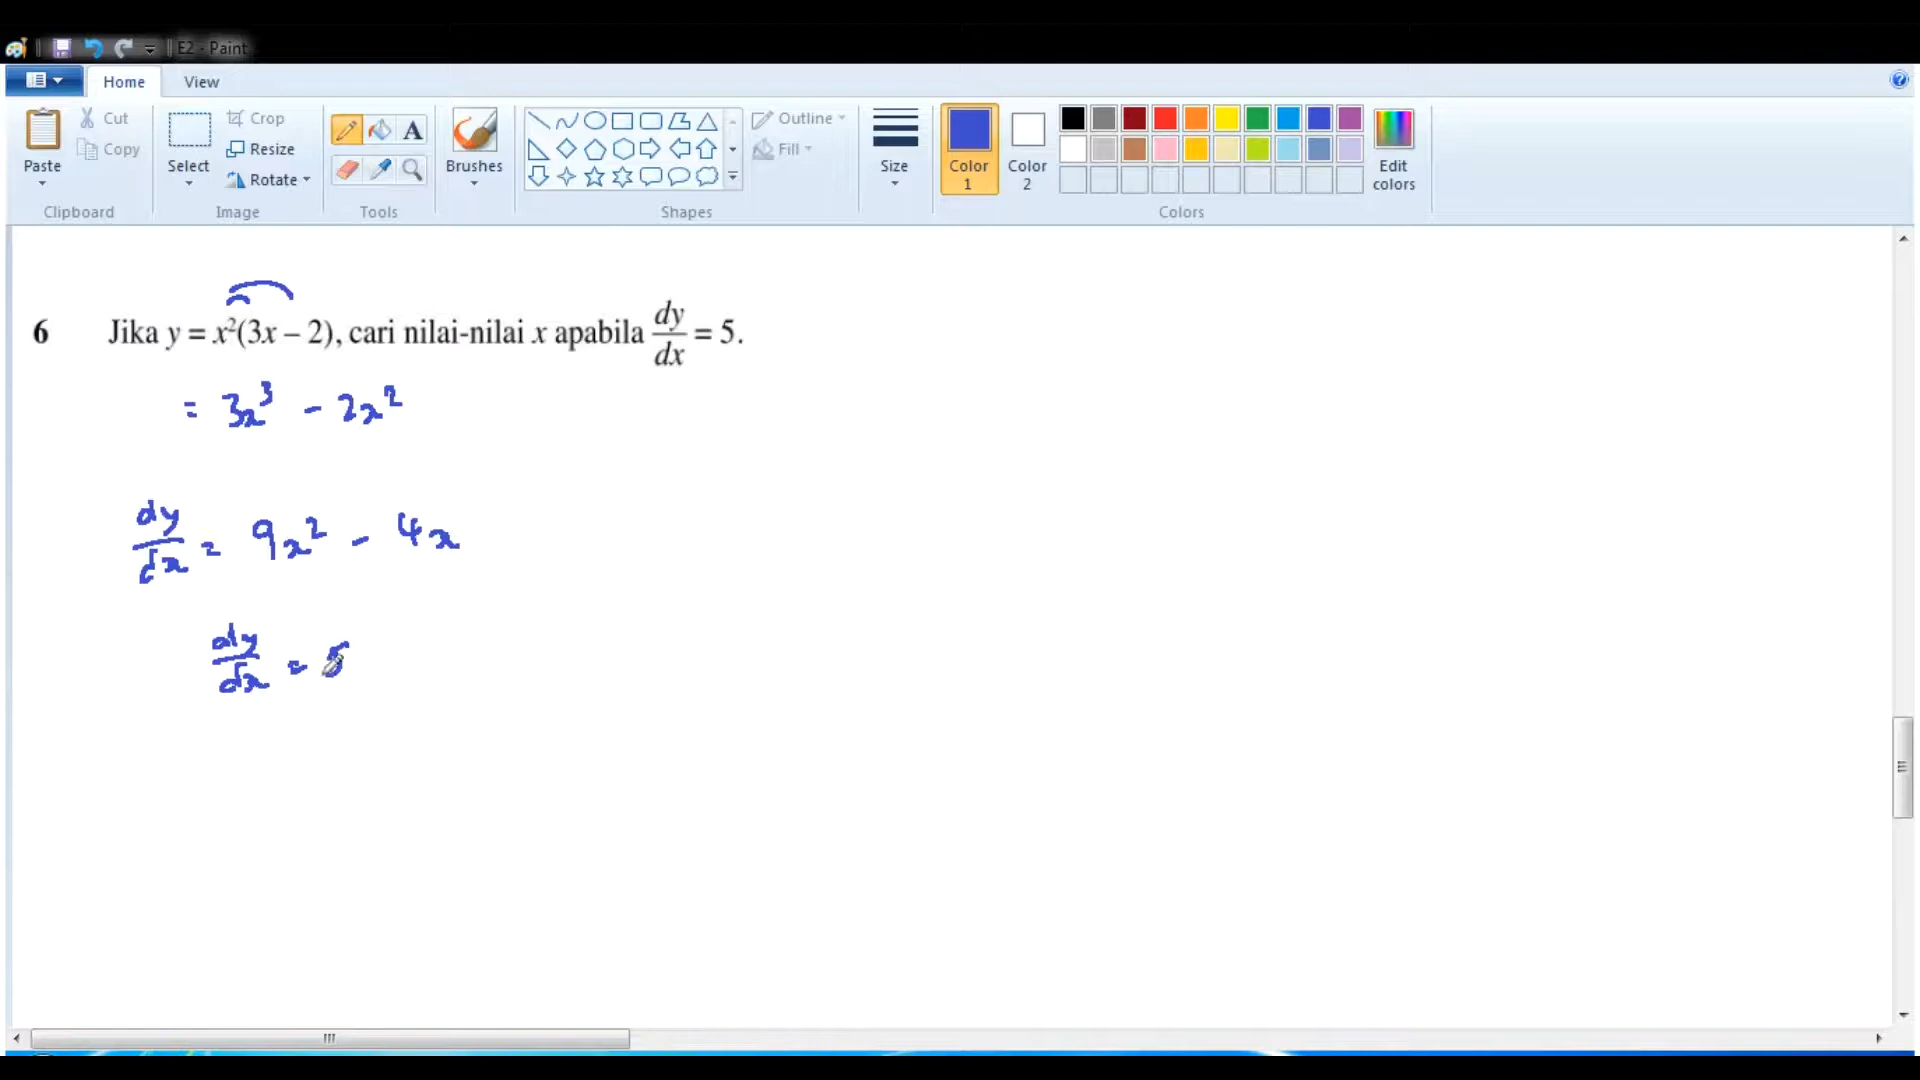 E2 - Paint
Home View
Paste
Cut
Copy
Clipboard
Select
Crop
Resize
Rotate
Image
A
Tools
Brushes
Shapes
Outline
Fill
Size
Color 1
Color 2
Edit colors
Colors
6 Jika y = x²(3x – 2), cari nilai-nilai x apabila dy/dx = 5.
= 3x³ - 2x²
dy/dx = 9x² - 4x
dy/dx = 5